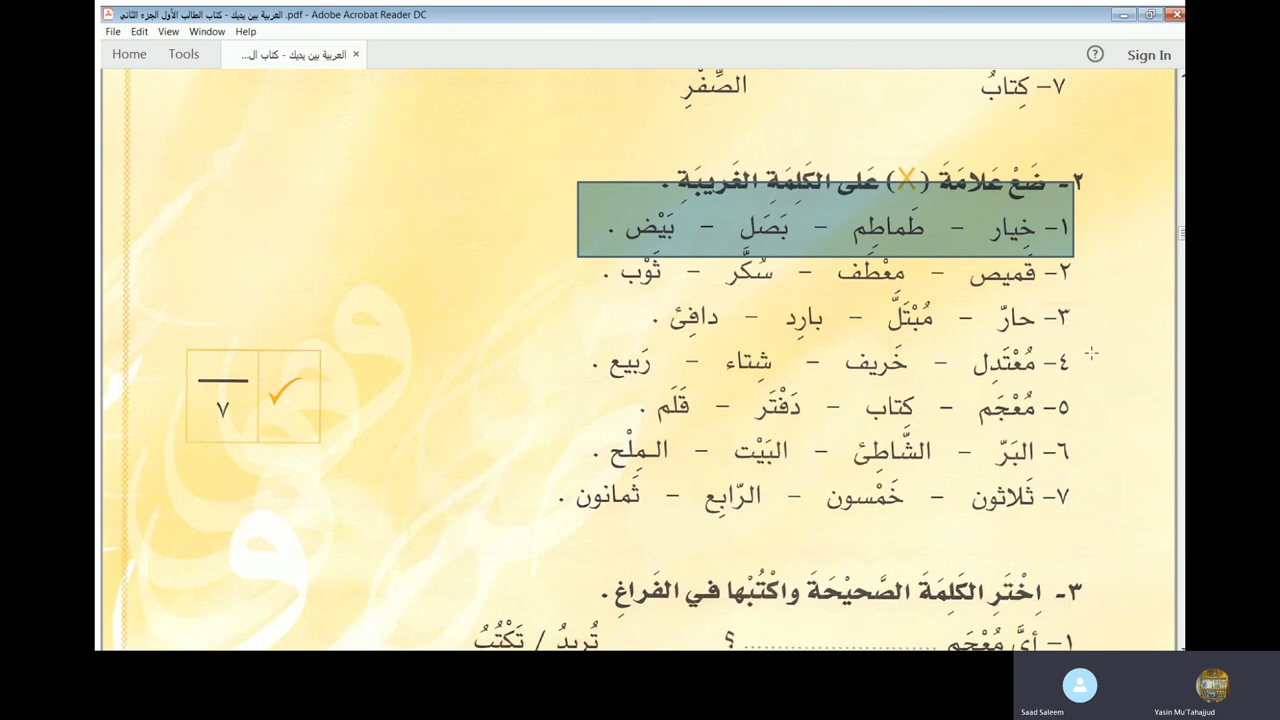 العربية بين يديك - كتاب الطالب الأول الجزء الثاني .pdf - Adobe Acrobat Reader DC
File Edit View Window Help
Home Tools العربية بين يديك - كتاب ال... × ? Sign In
٧- كِتابُ الصِّفْرِ
٢- ضَعْ عَلامَةَ (X) عَلى الكَلِمَةِ الغَريبَةِ .
١- خِيار - طَماطِم - بَصَل - بَيْض .
٢- قَميص - مِعْطَف - سُكَّر - ثَوْب .
٣- حارّ - مُبْتَلَّ - بارِد - دافِئ .
٤- مُعْتَدِل - خَريف - شِتاء - رَبيع .
٥- مُعْجَم - كِتاب - دَفْتَر - قَلَم .
٦- البَرّ - الشَّاطِئ - البَيْت - المِلْح .
٧- ثَلاثون - خَمْسون - الرّابِع - ثَمانون .
٧
٣- اِخْتَرِ الكَلِمَةَ الصَّحيْحَةَ واكْتُبْها في الفَراغِ .
١- أيَّ مُعْجَم ........................... ؟ تُريدُ / تَكْتُبُ
Saad Saleem Yasin Mu'Tahajjud